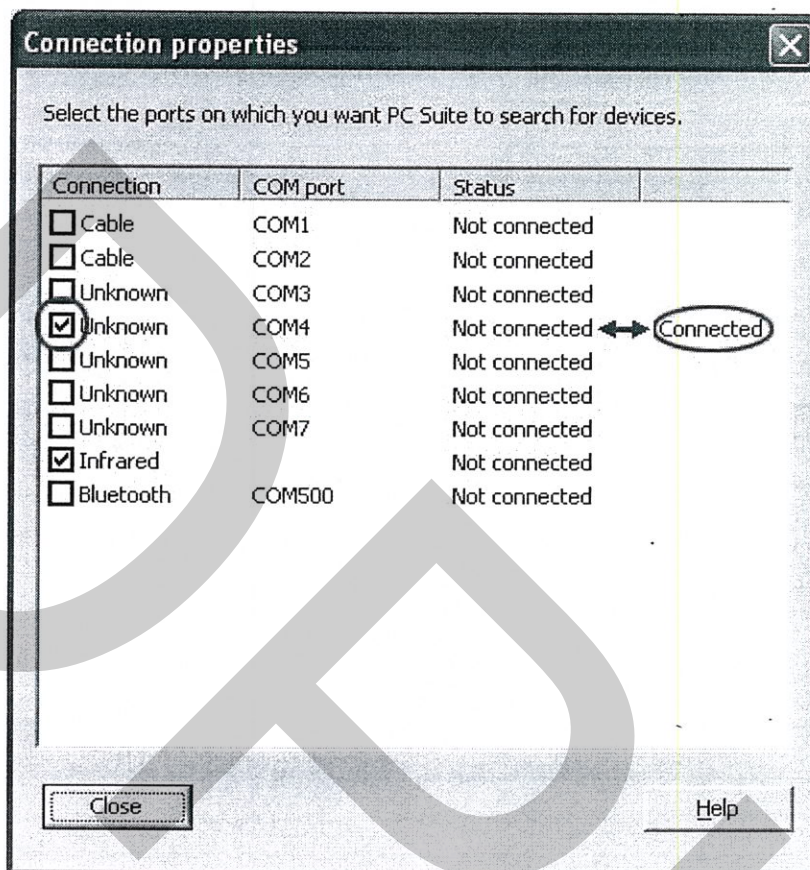 Connection properties
Select the ports on which you want PC Suite to search for devices.
Connection COM port Status
Cable COM1 Not connected
Cable COM2 Not connected
Unknown COM3 Not connected
Unknown COM4 Not connected Connected
Unknown COM5 Not connected
Unknown COM6 Not connected
Unknown COM7 Not connected
Infrared Not connected
Bluetooth COM500 Not connected
Close Help